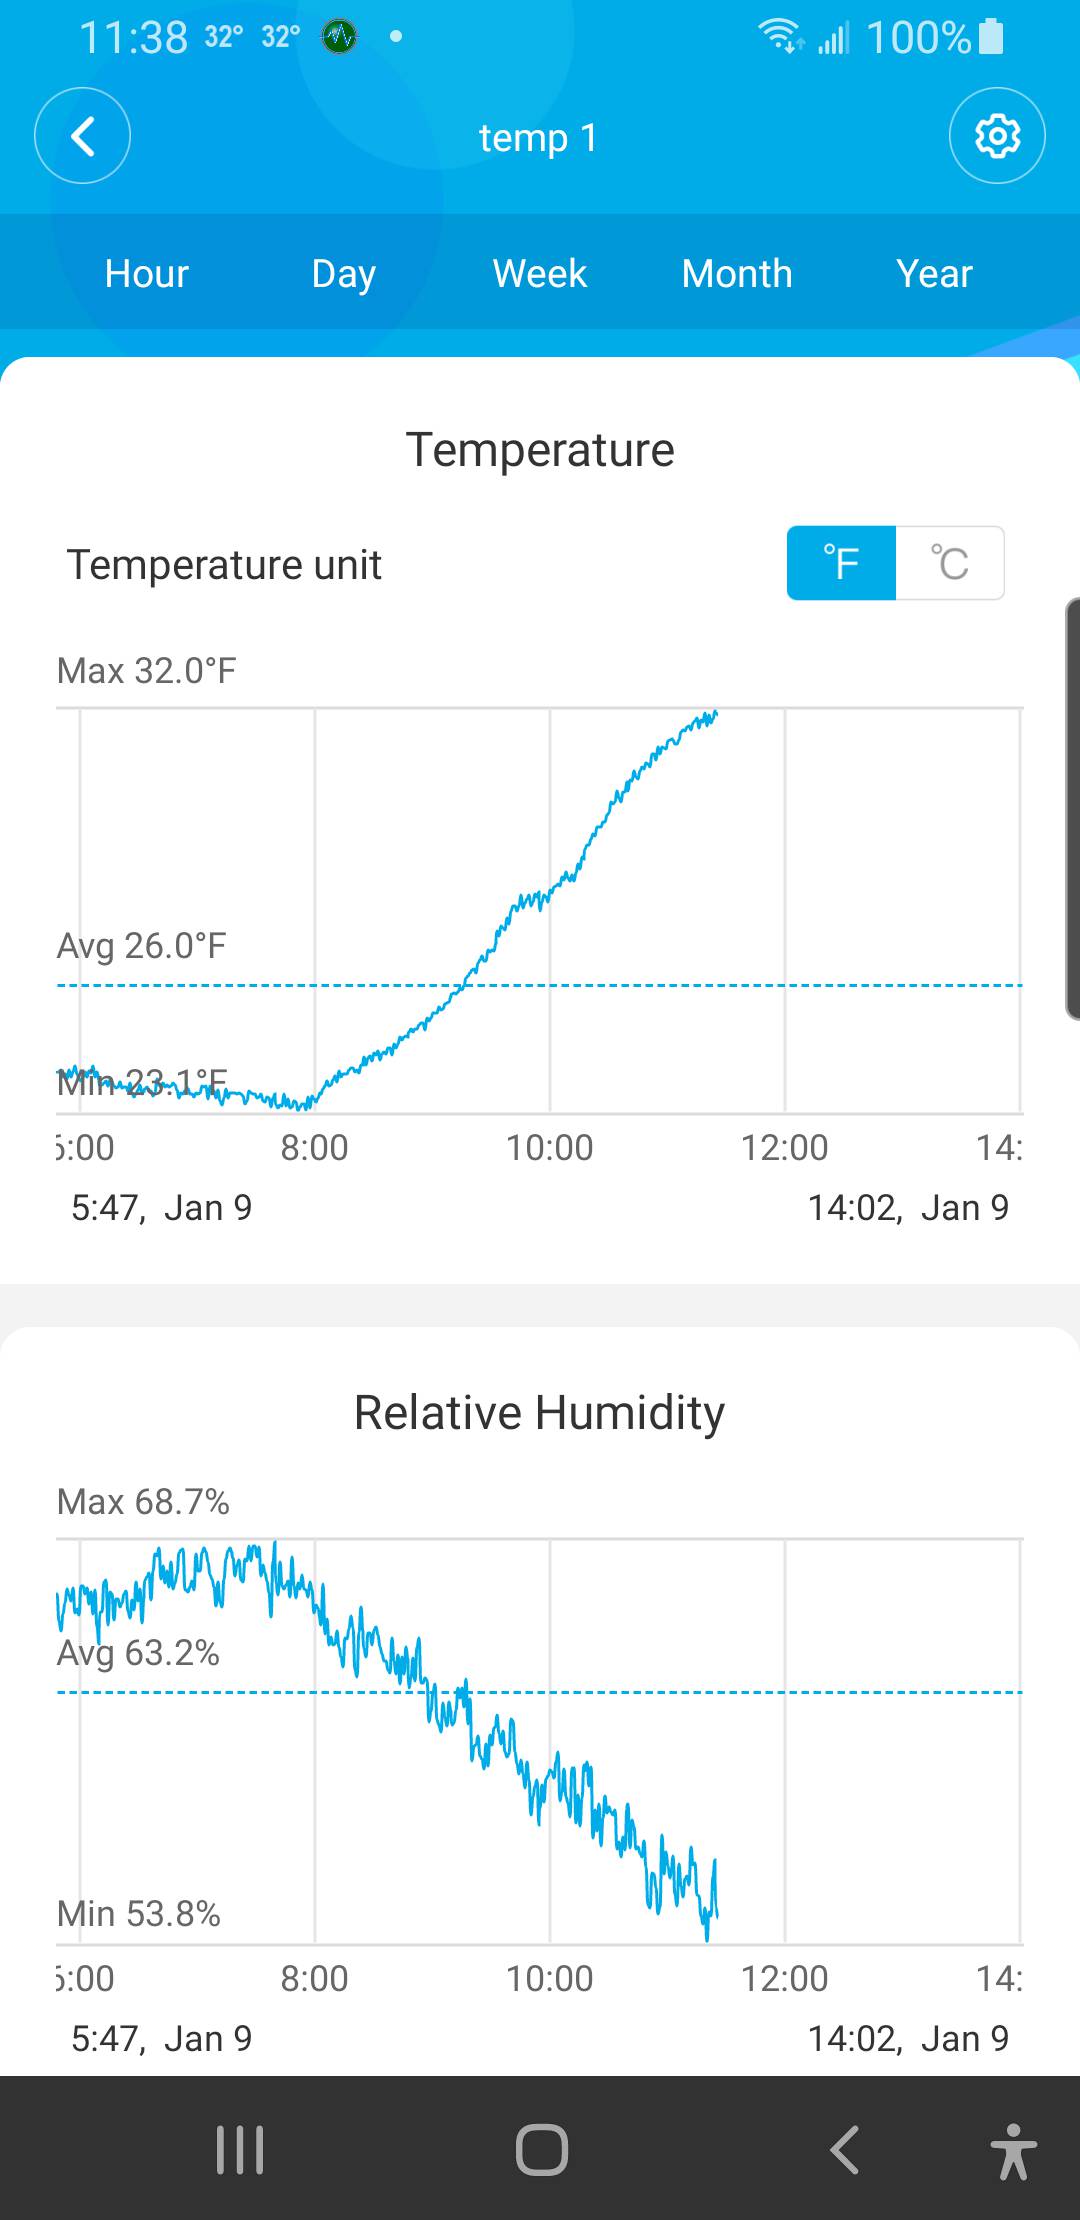 11:38 32° 32° 100%
temp 1
Hour Day Week Month Year
Temperature
Temperature unit °F °C
Max 32.0°F
Avg 26.0°F
Min 23.1°F
6:00 8:00 10:00 12:00 14:
5:47, Jan 9 14:02, Jan 9
Relative Humidity
Max 68.7%
Avg 63.2%
Min 53.8%
6:00 8:00 10:00 12:00 14:
5:47, Jan 9 14:02, Jan 9